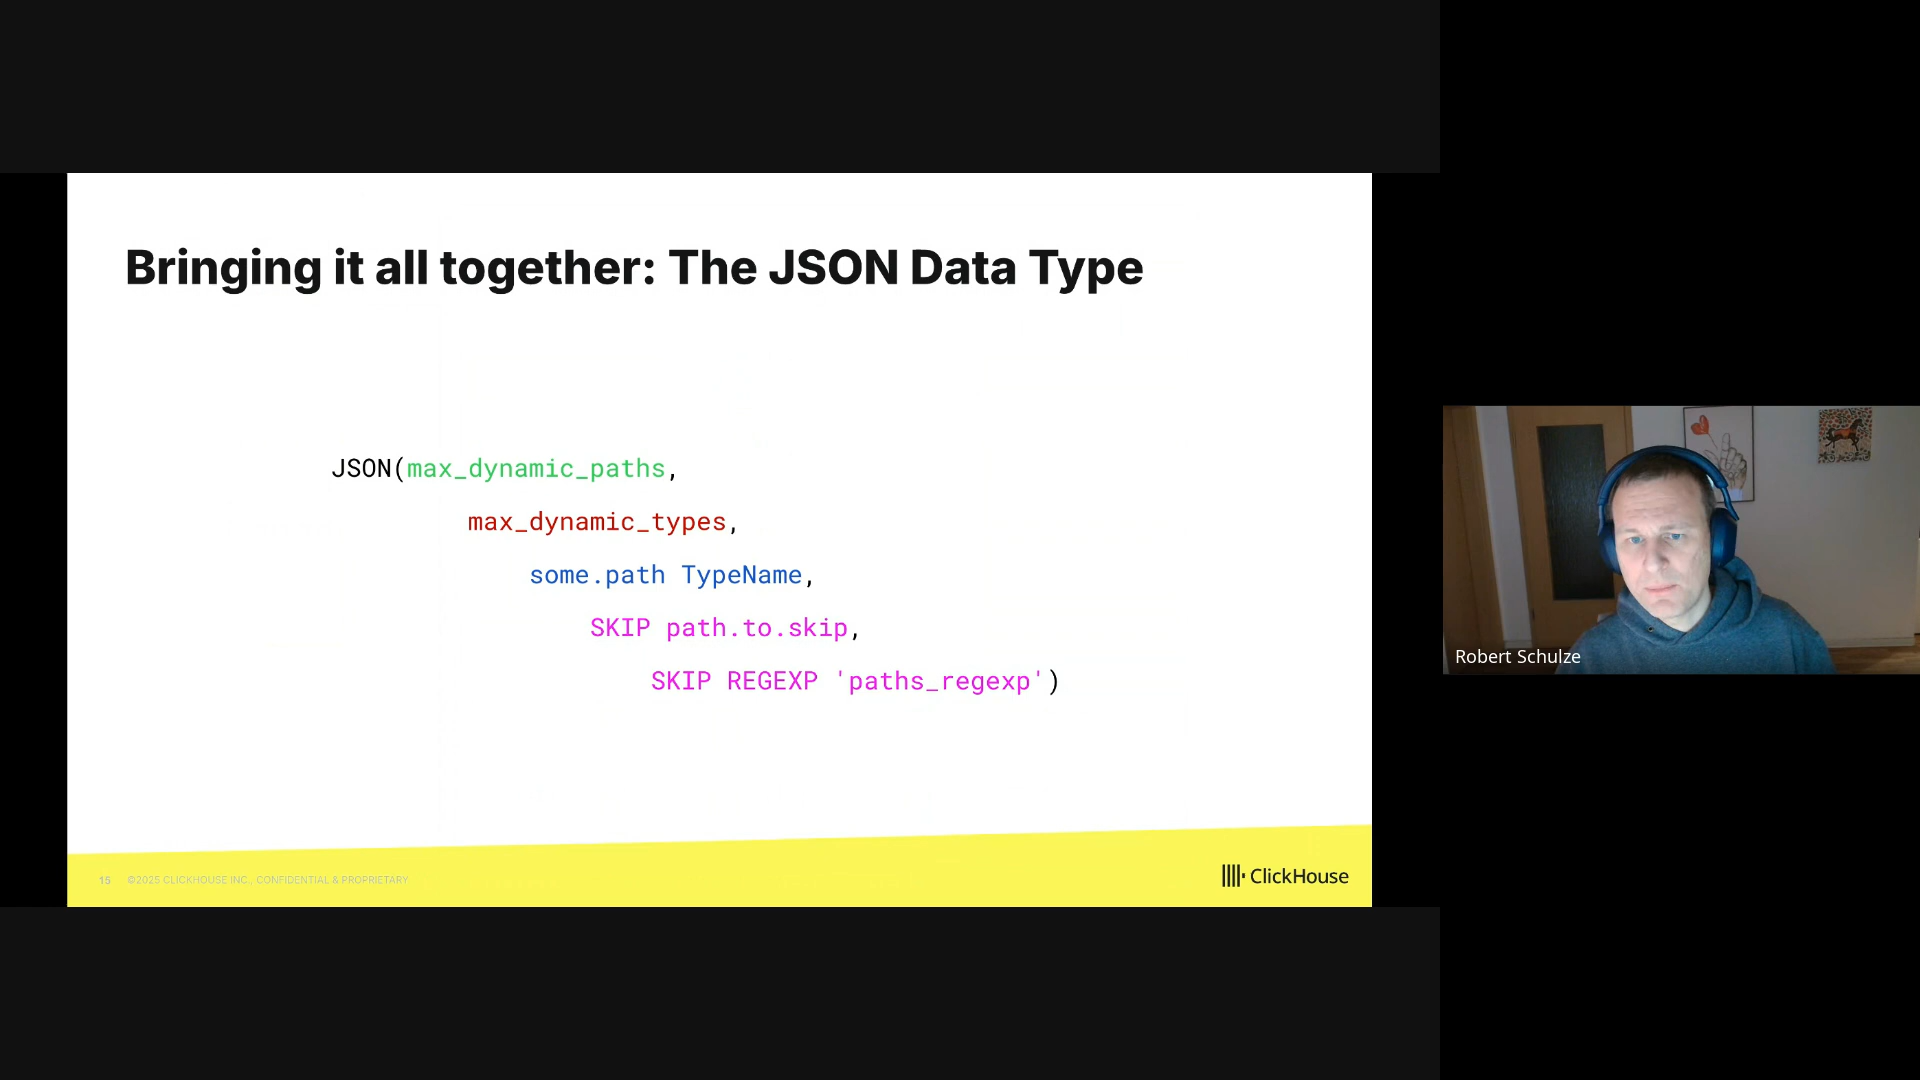 Bringing it all together: The JSON Data Type
JSON(max_dynamic_paths,
max_dynamic_types,
some.path TypeName,
SKIP path.to.skip,
SKIP REGEXP 'paths_regexp')
15 ©2025 CLICKHOUSE INC., CONFIDENTIAL & PROPRIETARY
ClickHouse
Robert Schulze